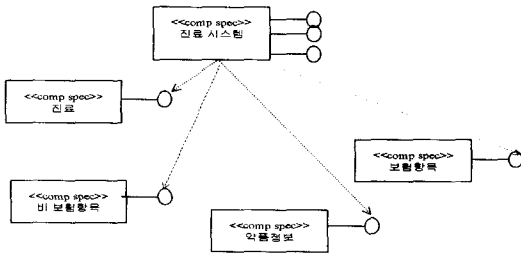 <<comp spec>>
진료 시스템
<<comp spec>>
진료
<<comp spec>>
보험항목
<<comp spec>>
비 보험항목
<<comp spec>>
약품정보